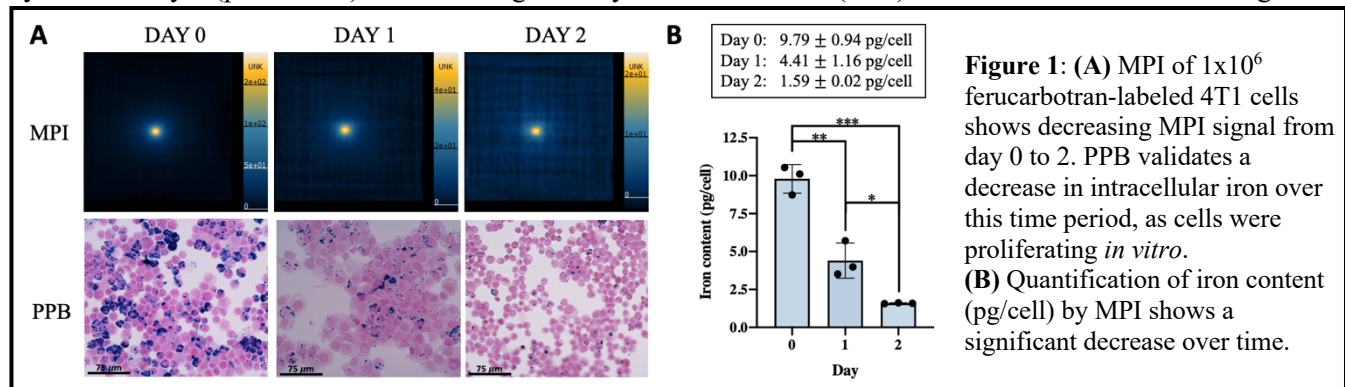 A
DAY 0
DAY 1
DAY 2
MPI
UNK
2e+02
1e+02
5e+01
0
UNK
4e+01
2e+01
0
UNK
2e+01
1e+01
0
PPB
75 μm
75 μm
75 μm
B
Day 0: 9.79 ± 0.94 pg/cell
Day 1: 4.41 ± 1.16 pg/cell
Day 2: 1.59 ± 0.02 pg/cell
***
**
*
Iron content (pg/cell)
12.5
10.0
7.5
5.0
2.5
0.0
0 1 2
Day
Figure 1: (A) MPI of 1x10⁶
ferucarbotran-labeled 4T1 cells
shows decreasing MPI signal from
day 0 to 2. PPB validates a
decrease in intracellular iron over
this time period, as cells were
proliferating in vitro.
(B) Quantification of iron content
(pg/cell) by MPI shows a
significant decrease over time.